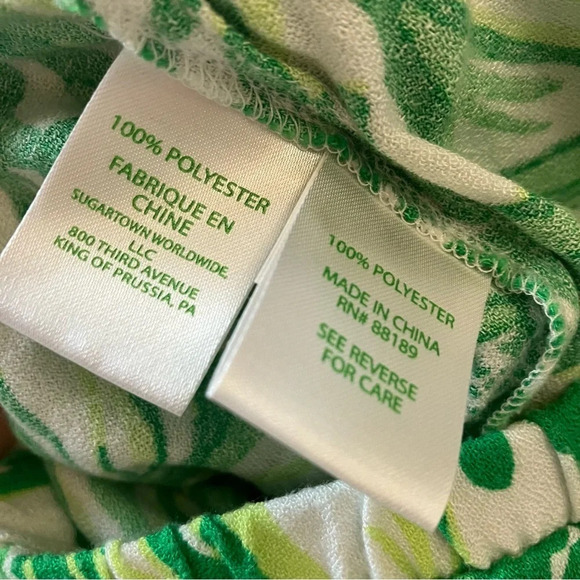 100% POLYESTER
FABRIQUE EN
CHINE
SUGARTOWN WORLDWIDE,
LLC
800 THIRD AVENUE
KING OF PRUSSIA, PA
100% POLYESTER
MADE IN CHINA
RN# 88189
SEE REVERSE
FOR CARE